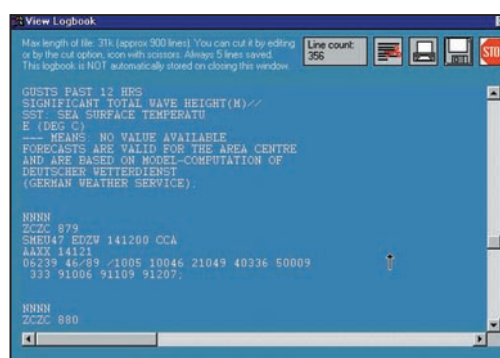 View Logbook
Max length of file: 31k (approx 900 lines). You can cut it by editing
or by the cut option, icon with scissors. Always 5 lines saved.
This logbook is NOT automatically stored on closing this window.
Line count:
356
STO
GUSTS PAST 12 HRS
SIGNIFICANT TOTAL WAVE HEIGHT(M)//
SST: SEA SURFACE TEMPERATU
E (DEG C)
--- MEANS: NO VALUE AVAILABLE
FORECASTS ARE VALID FOR THE AREA CENTRE
AND ARE BASED ON MODEL-COMPUTATION OF
DEUTSCHER WETTERDIENST
(GERMAN WEATHER SERVICE);
NNNN
ZCZC 879
SMEU47 EDZW 141200 CCA
AAXX 14121
06239 46/89 /1005 10046 21049 40336 50009
333 91006 91109 91207;
NNNN
ZCZC 880